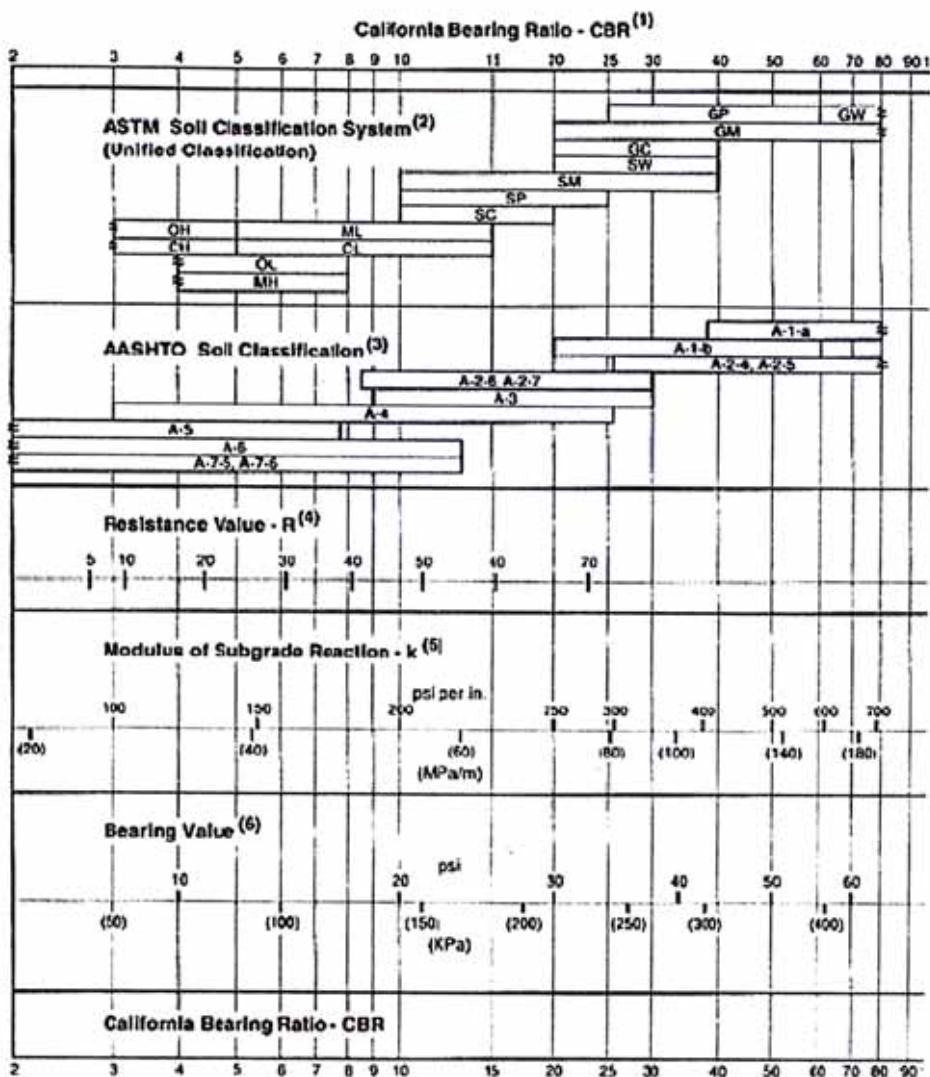 California Bearing Ratio - CBR(1)
2 3 4 5 6 7 8 9 10 15 20 25 30 40 50 60 70 80 90 1
ASTM Soil Classification System(2)
(Unified Classification)
GP GW
GM
GC
SW
SM
SP
SC
OH ML
CH CL
OL
MH
AASHTO Soil Classification(3)
A-1-a
A-1-b
A-2-4, A-2-5
A-2-6, A-2-7
A-3
A-4
A-5
A-6
A-7-5, A-7-6
Resistance Value - R(4)
5 10 20 30 40 50 60 70
Modulus of Subgrade Reaction - k(5)
psi per in.
100 150 200 250 300 400 500 600 700
(20) (40) (60) (80) (100) (140) (180)
(MPa/m)
Bearing Value(6)
psi
10 20 30 40 50 60
(50) (100) (150) (200) (250) (300) (400)
(KPa)
California Bearing Ratio - CBR
2 3 4 5 6 7 8 9 10 15 20 25 30 40 50 60 70 80 90